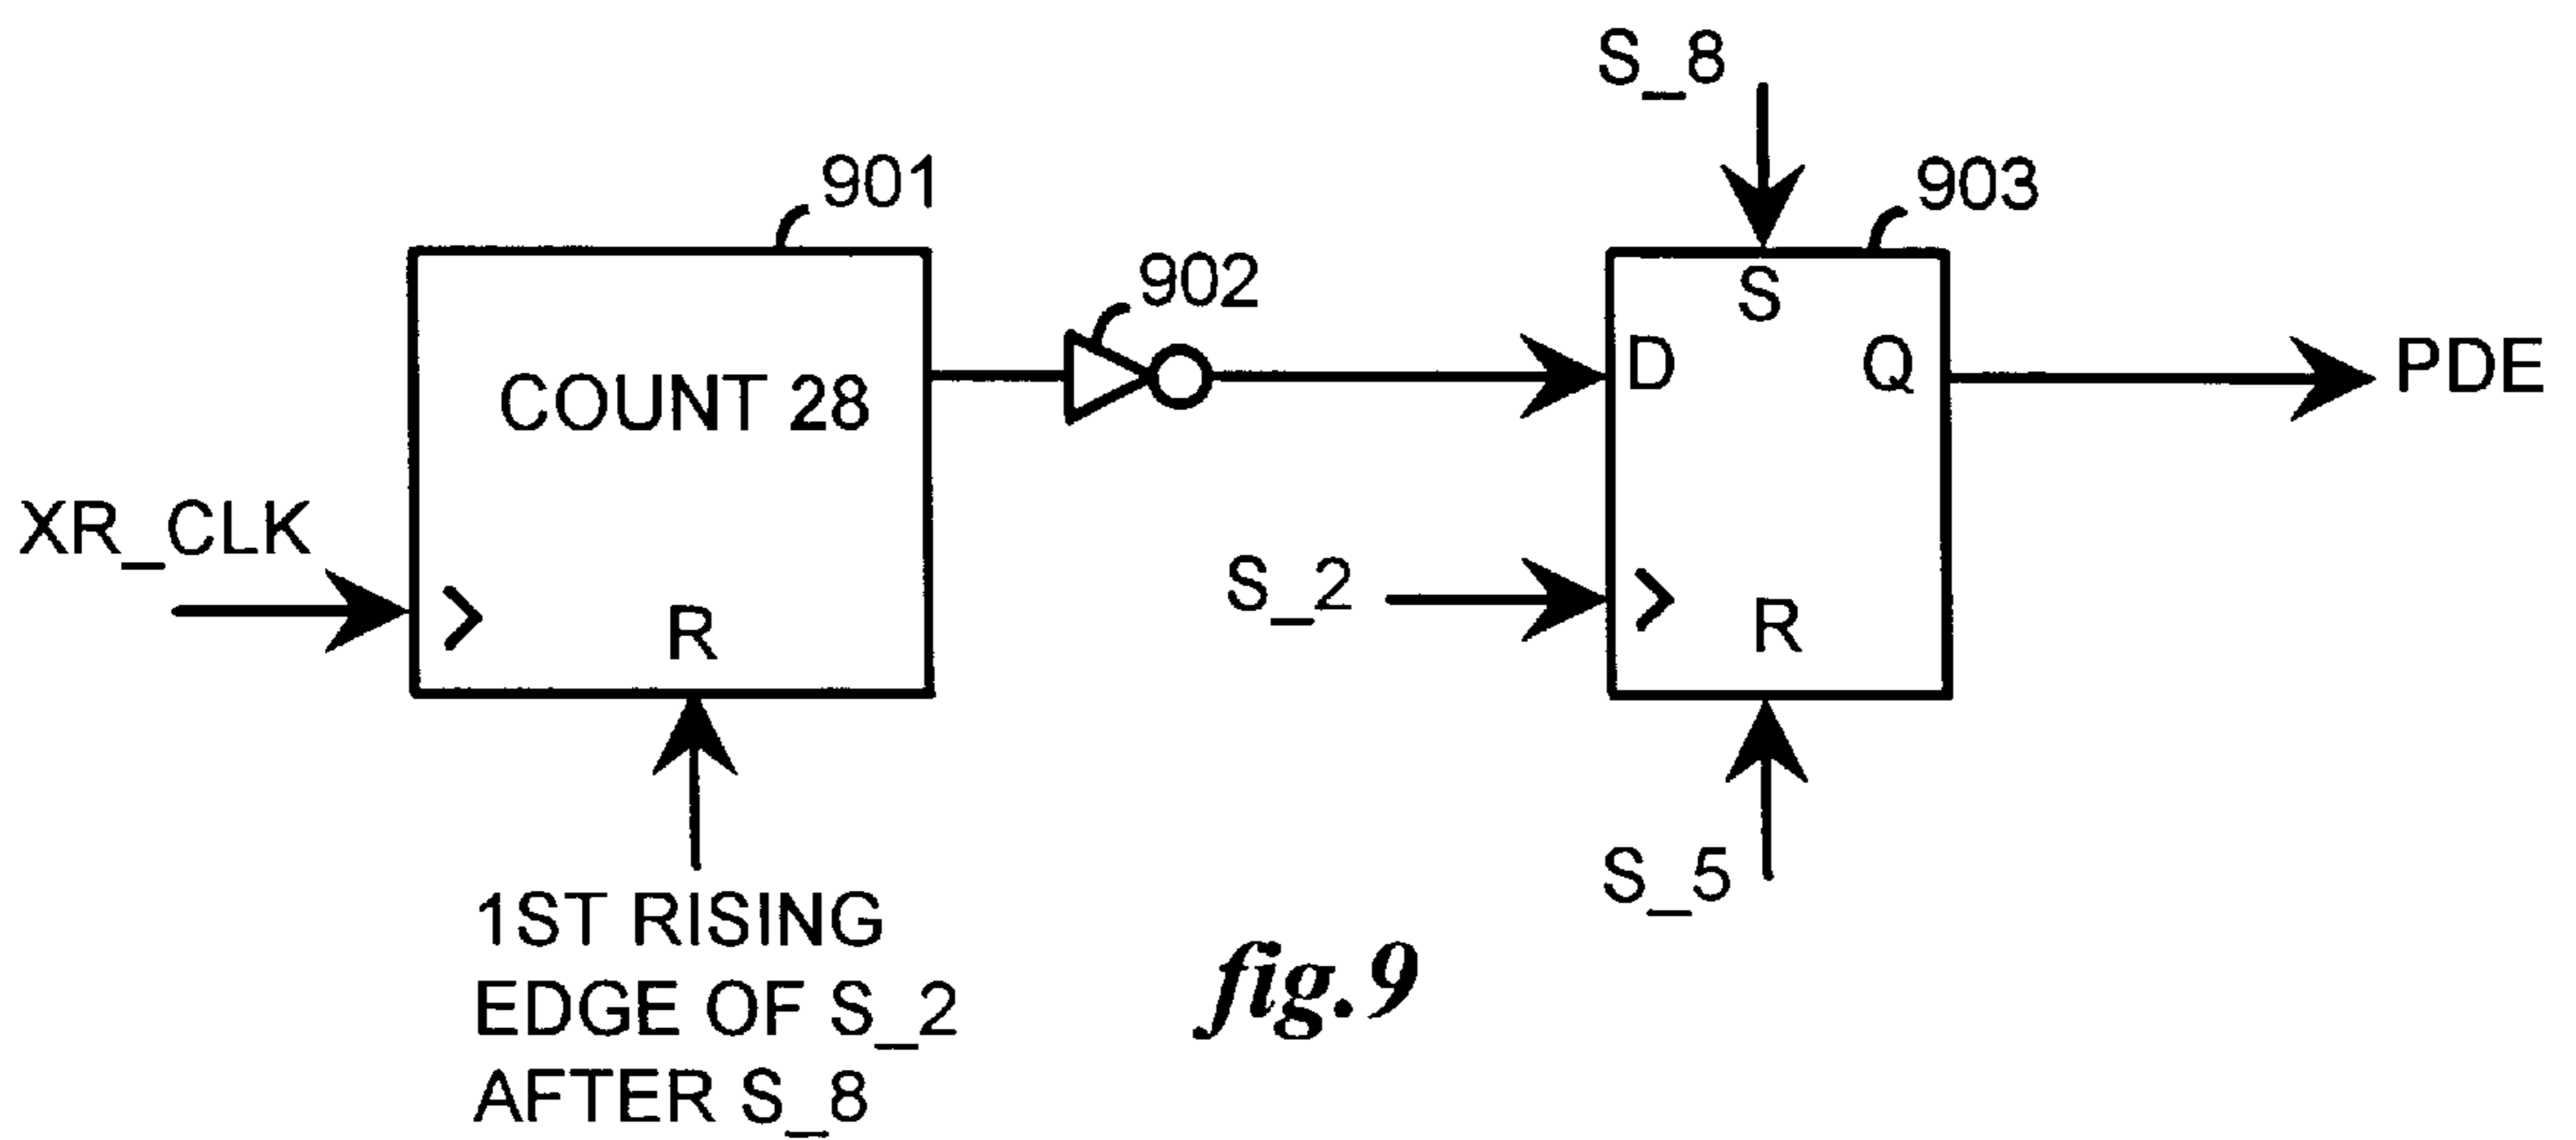 S_8
901
903
902
S
D
Q
PDE
COUNT 28
XR_CLK
S_2
R
R
S_5
1ST RISING
EDGE OF S_2
AFTER S_8
fig.9